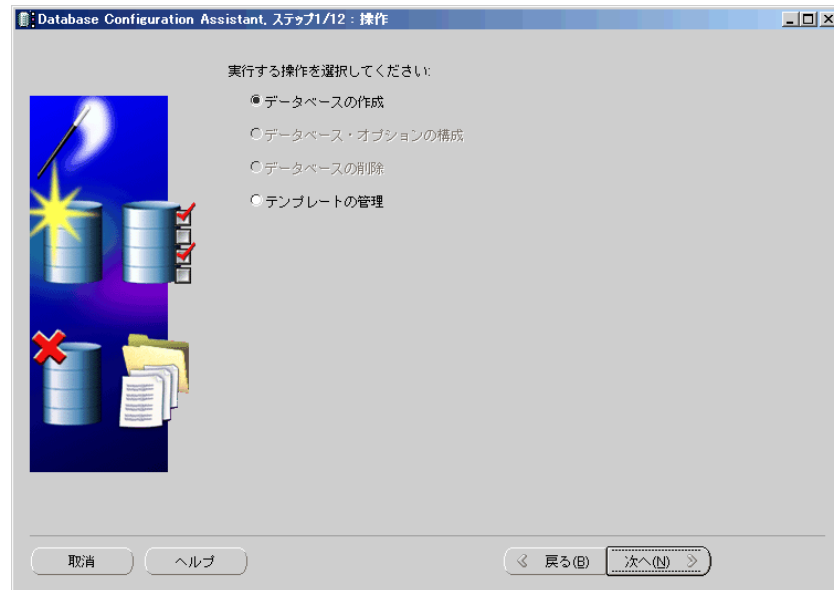 Database Configuration Assistant, ステップ1/12 : 操作
実行する操作を選択してください:
データベースの作成
データベース・オプションの構成
データベースの削除
テンプレートの管理
取消
ヘルプ
戻る(B)
次へ(N)